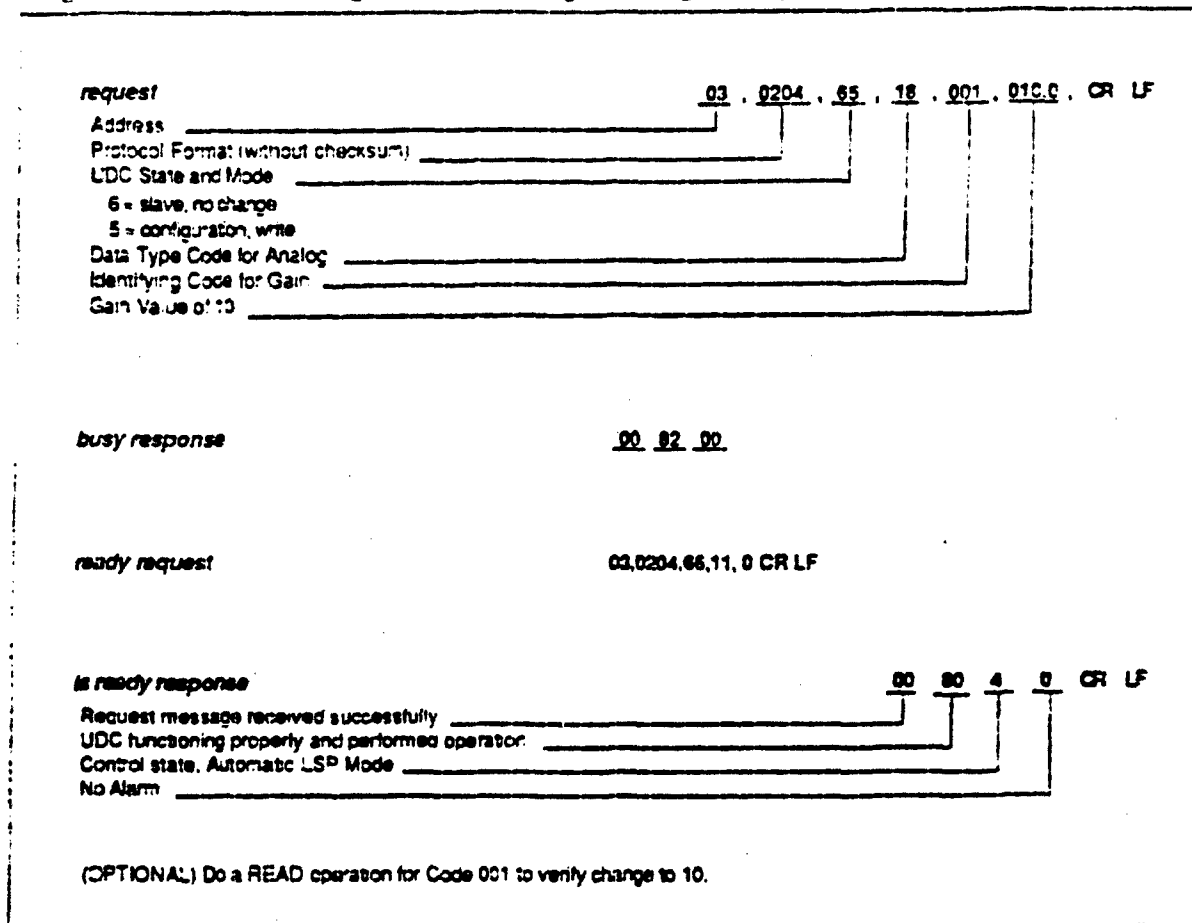 request 03 , 0204 , 65 , 18 , 001 , 010.0 , CR LF
Address
Protocol Format (without checksum)
UDC State and Mode
6 = slave, no change
5 = configuration, write
Data Type Code for Analog
Identifying Code for Gain
Gain Value of 10
busy response 00 82 00
ready request 03,0204,66,11, 0 CR LF
is ready response 00 80 4 0 CR LF
Request message received successfully
UDC functioning properly and performed operation
Control state, Automatic LSP Mode
No Alarm
(OPTIONAL) Do a READ operation for Code 001 to verify change to 10.